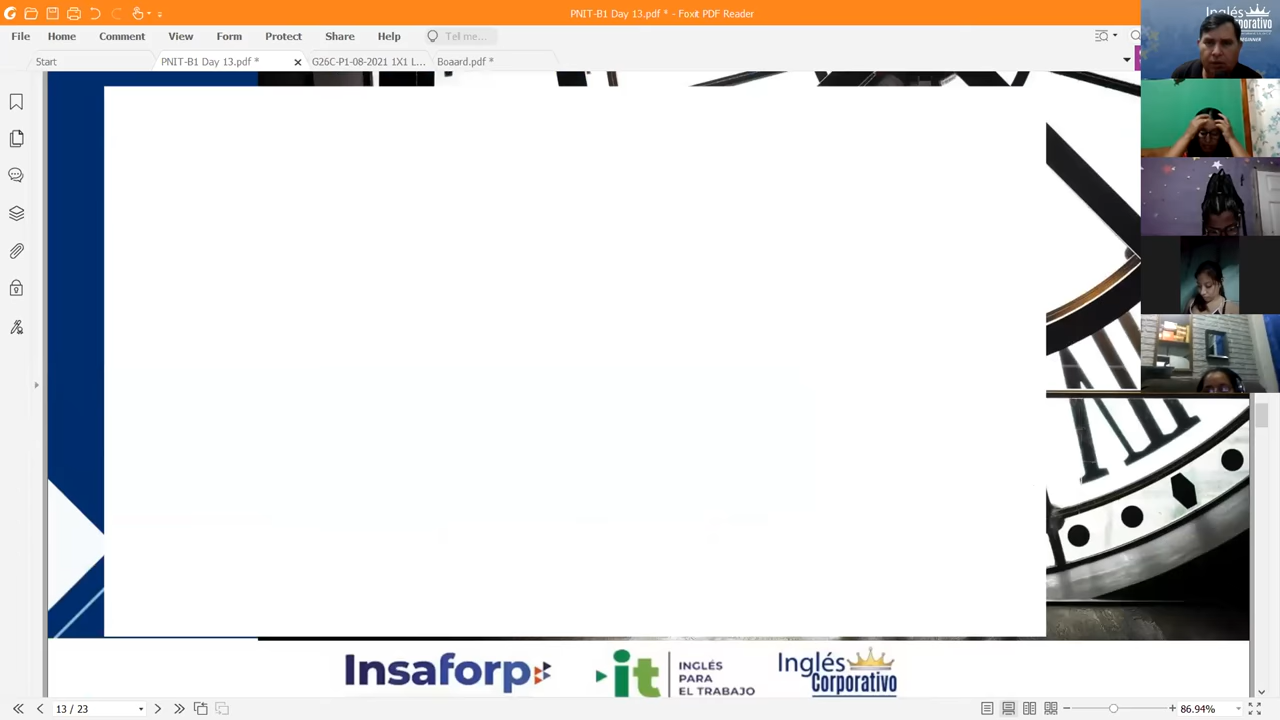 PNIT-B1 Day 13.pdf * - Foxit PDF Reader
File Home Comment View Form Protect Share Help Tell me...
Start PNIT-B1 Day 13.pdf * G26C-P1-08-2021 1X1 L... Boaard.pdf *
Inglés
Corporativo
Insaforp
it
INGLÉS
PARA
EL TRABAJO
Inglés
Corporativo
13 / 23
86.94%